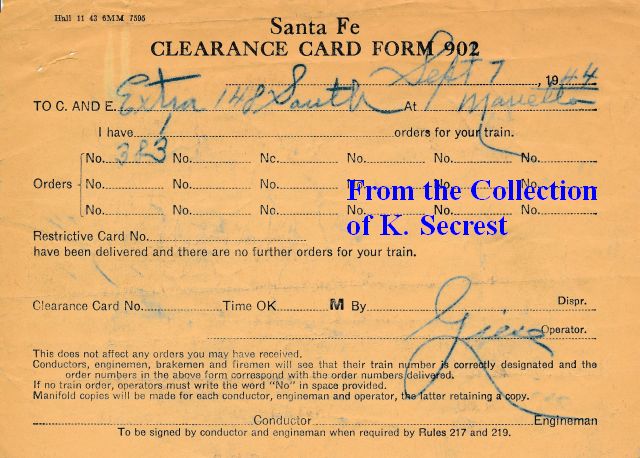 Hall 11 43 6MM 7595
Santa Fe
CLEARANCE CARD FORM 902
Sept 7, 1944
TO C. AND E. Extra 148 South At
I have 1 orders for your train.
No. 383 No. No. No. No. No.
Orders No. No. No. No. No. No.
No. No. No. No. No. No.
From the Collection
of K. Secrest
Restrictive Card No.
have been delivered and there are no further orders for your train.
Clearance Card No. Time OK M By Dispr.
Operator.
This does not affect any orders you may have received.
Conductors, enginemen, brakemen and firemen will see that their train number is correctly designated and the
order numbers in the above form correspond with the order numbers delivered.
If no train order, operators must write the word "No" in space provided.
Manifold copies will be made for each conductor, engineman and operator, the latter retaining a copy.
Conductor Engineman
To be signed by conductor and engineman when required by Rules 217 and 219.